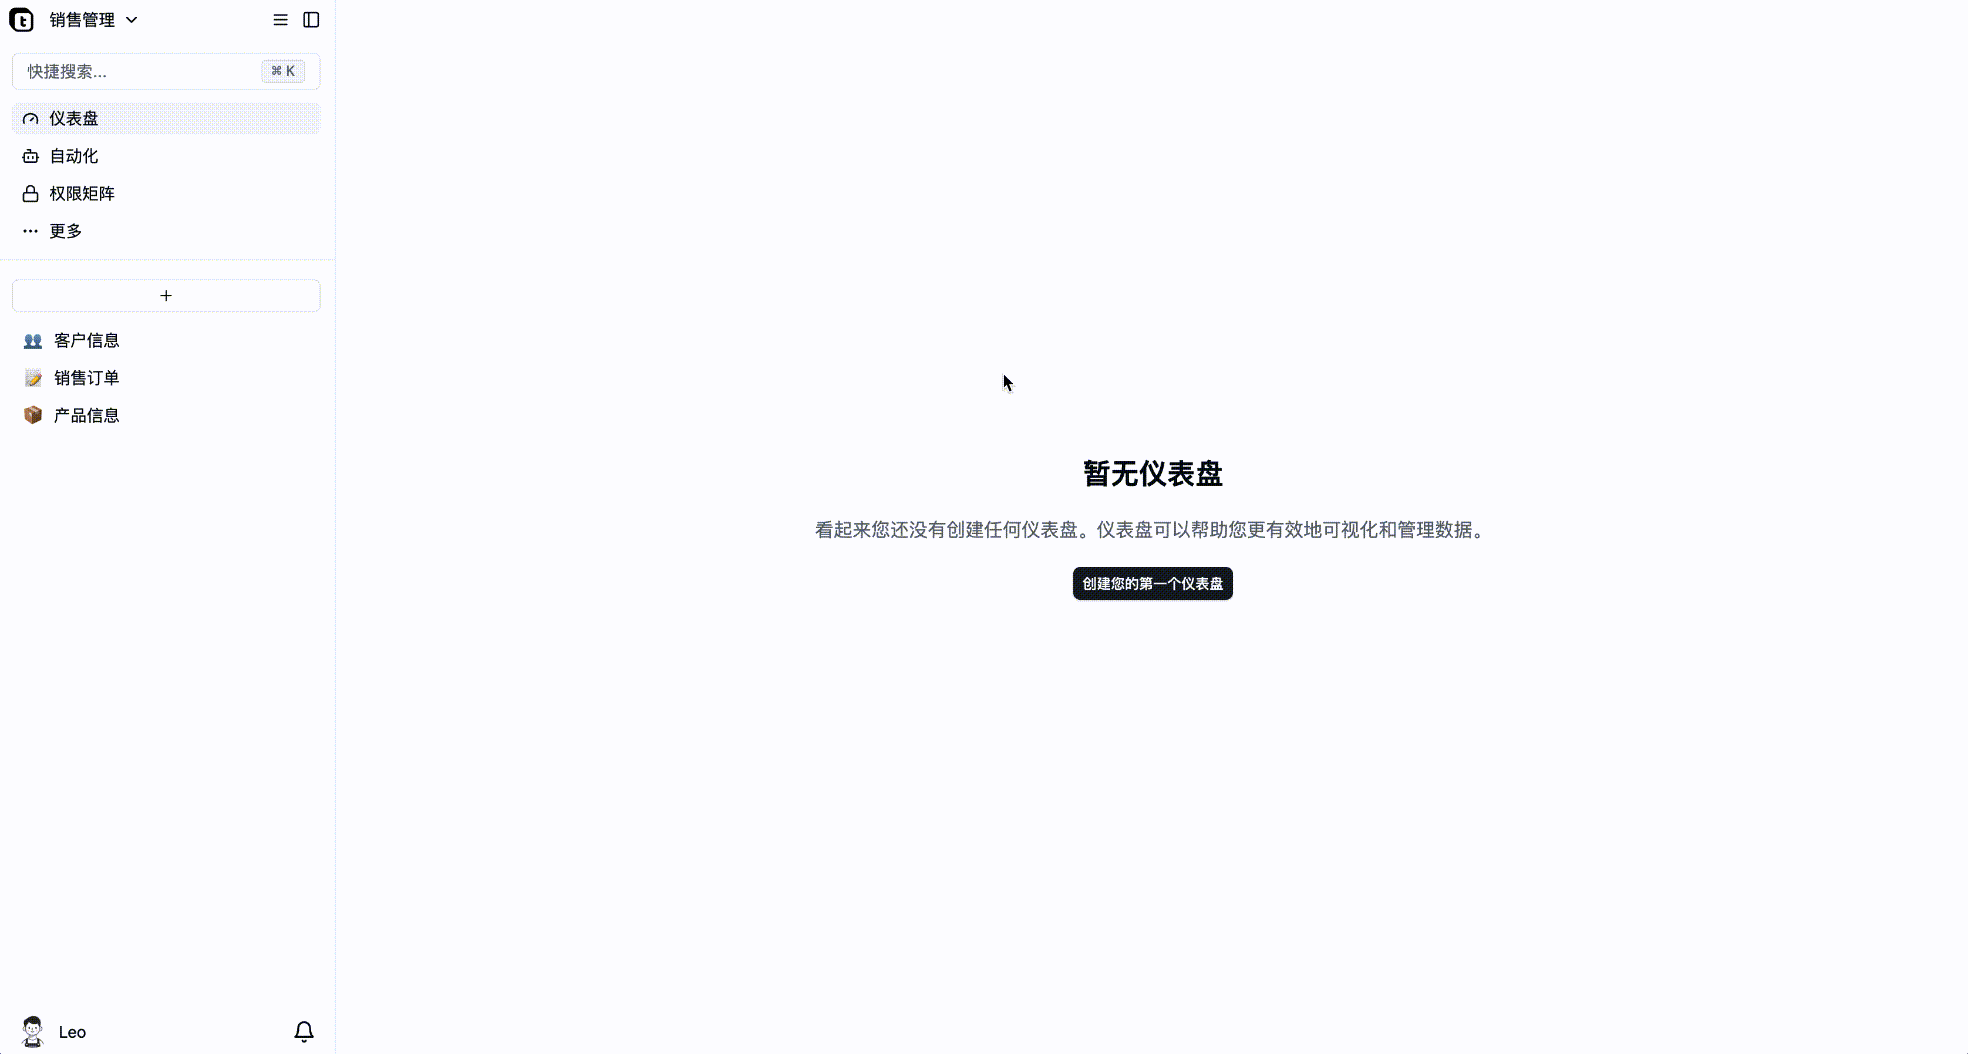 销售管理
快捷搜索...
⌘ K
仪表盘
自动化
权限矩阵
更多
+
客户信息
销售订单
产品信息
暂无仪表盘
看起来您还没有创建任何仪表盘。仪表盘可以帮助您更有效地可视化和管理数据。
创建您的第一个仪表盘
Leo